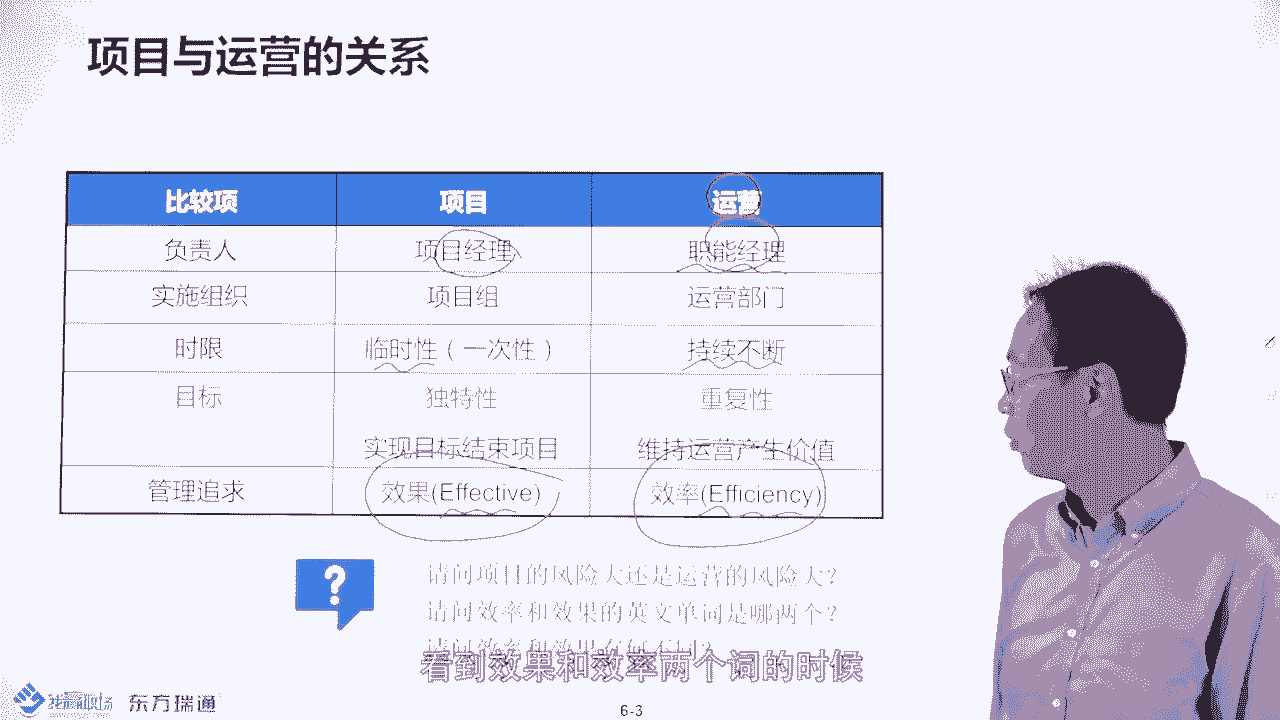 项目与运营的关系
比较项 项目 运营
负责人 项目经理 职能经理
实施组织 项目组 运营部门
时限 临时性（一次性） 持续不断
目标 独特性 重复性
实现目标结束项目 维持运营产生价值
管理追求 效果(Effective) 效率(Efficiency)
?
请问项目的风险大还是运营的风险大？
请问效率和效果的英文单词是哪两个？
请问效率和效果有何
看到效果和效率两个词的时候
东方瑞通
6-3